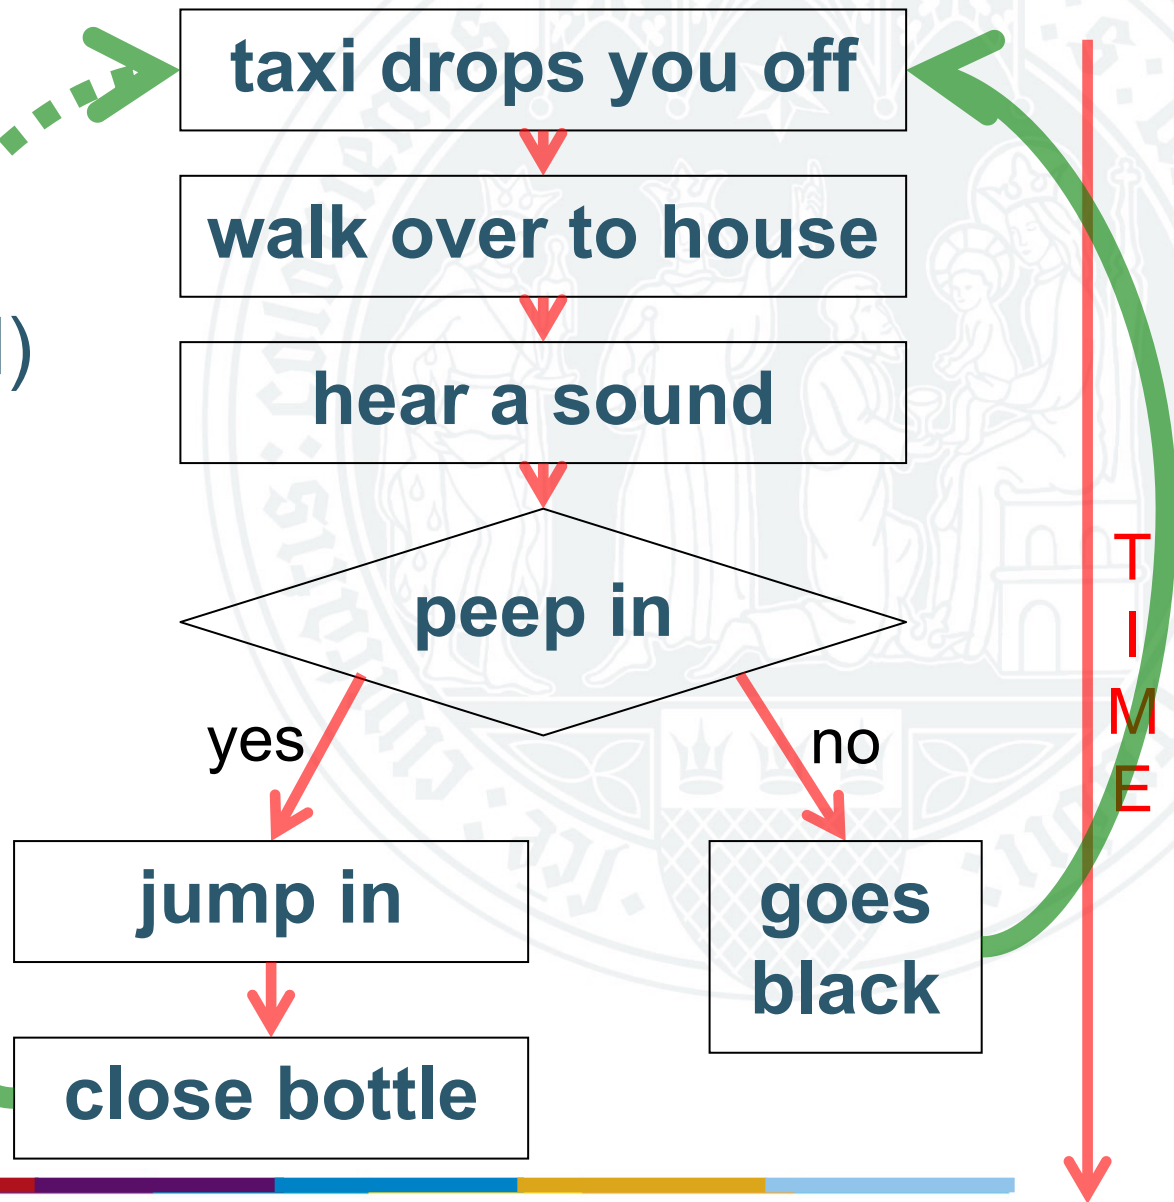 taxi drops you off
walk over to house
)
hear a sound
peep in
yes
no
T
I
M
E
jump in
goes
black
close bottle